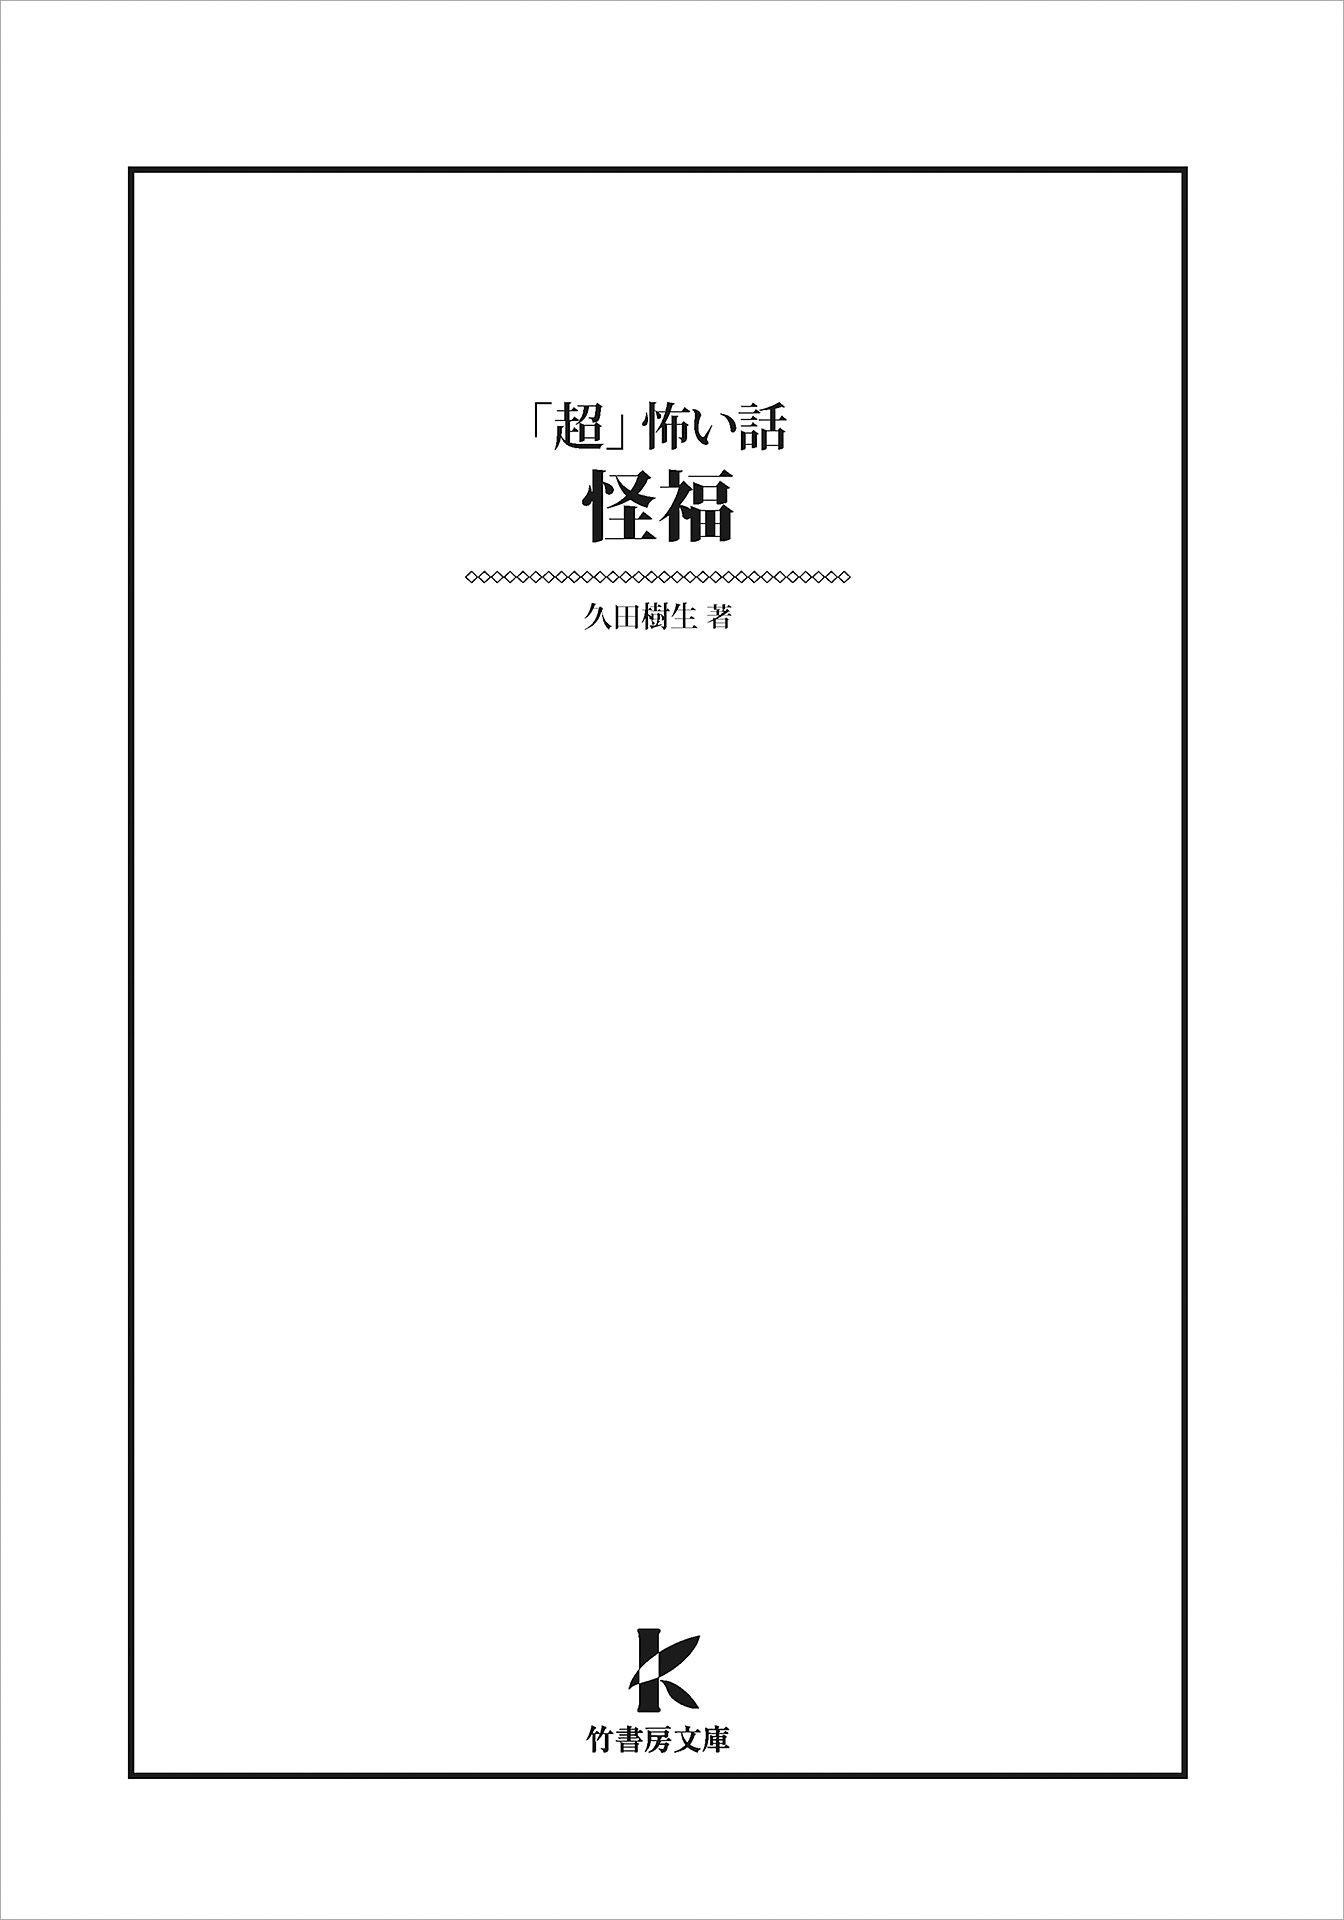 「超」怖い話
怪福
久田樹生 著
竹書房文庫